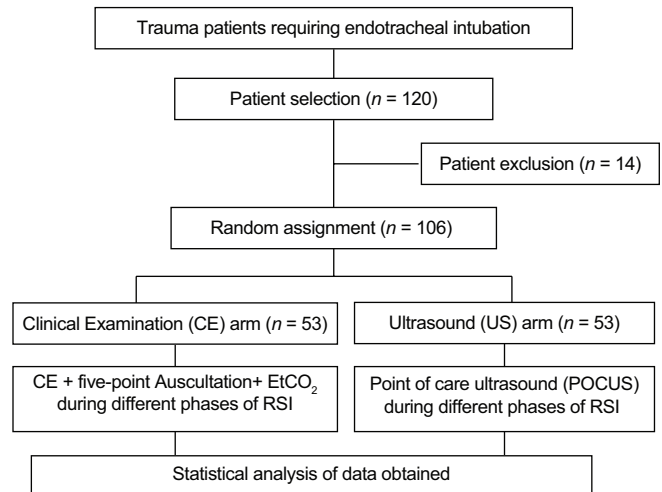 Trauma patients requiring endotracheal intubation
Patient selection (n = 120)
Patient exclusion (n = 14)
Random assignment (n = 106)
Clinical Examination (CE) arm (n = 53)
Ultrasound (US) arm (n = 53)
CE + five-point Auscultation+ EtCO₂
during different phases of RSI
Point of care ultrasound (POCUS)
during different phases of RSI
Statistical analysis of data obtained